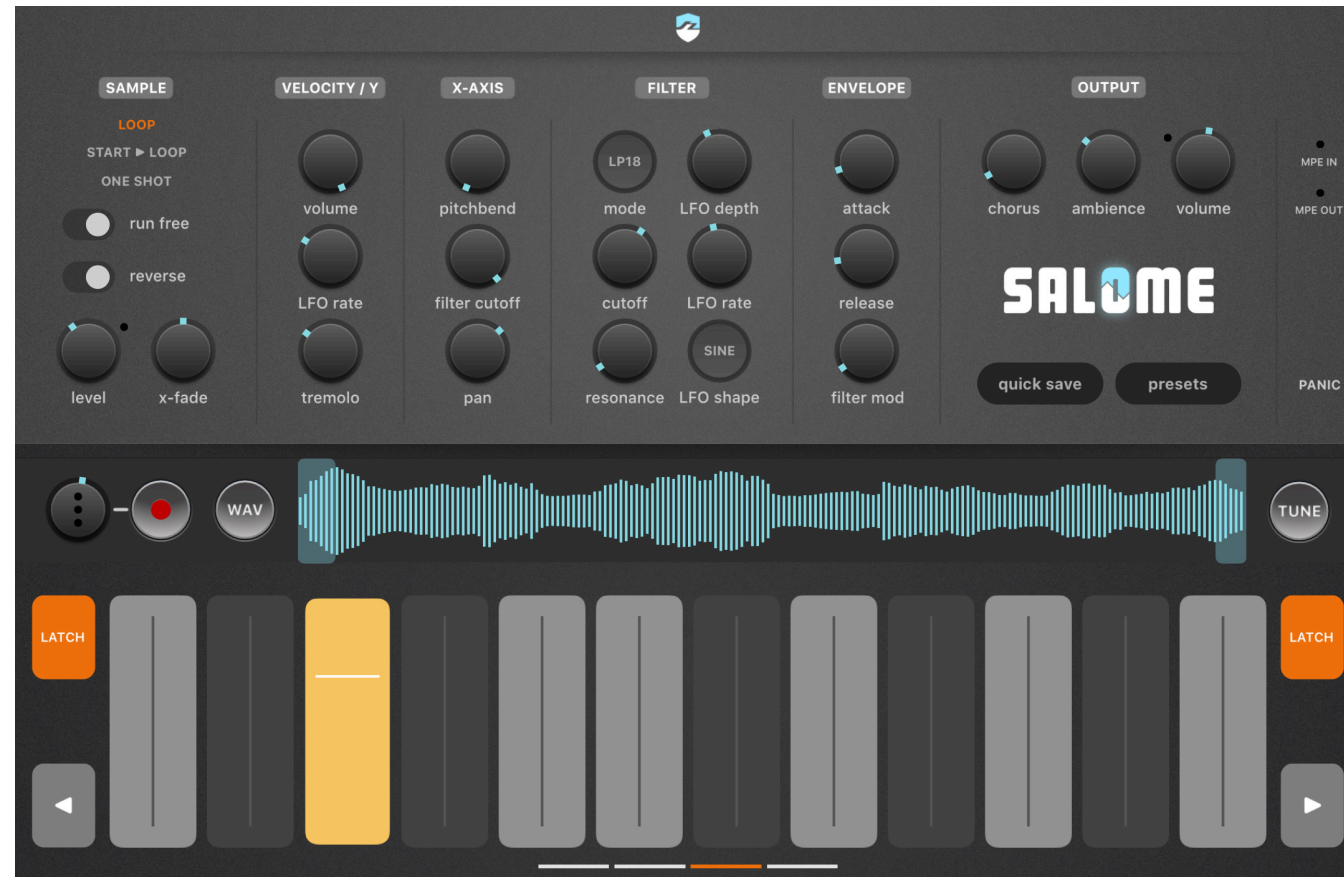 SAMPLE
LOOP
START ▶ LOOP
ONE SHOT
run free
reverse
level
x-fade
VELOCITY / Y
volume
LFO rate
tremolo
X-AXIS
pitchbend
filter cutoff
pan
FILTER
LP18
mode
LFO depth
cutoff
LFO rate
resonance
SINE
LFO shape
ENVELOPE
attack
release
filter mod
OUTPUT
chorus
ambience
volume
SALOME
quick save
presets
MPE IN
MPE OUT
PANIC
WAV
TUNE
LATCH
LATCH